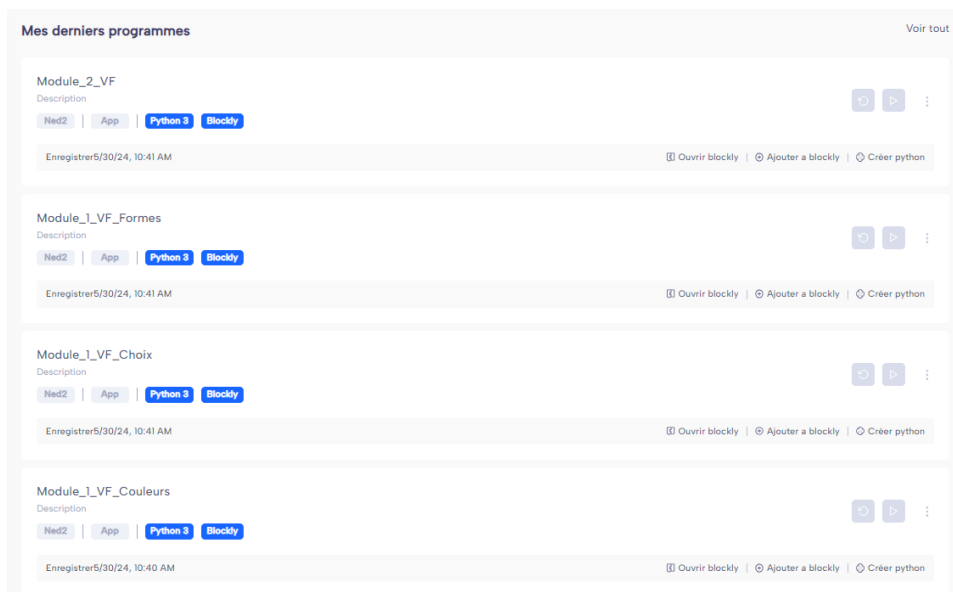 Mes derniers programmes Voir tout
Module_2_VF
Description
Ned2 | App | Python 3 Blockly
Enregistrer5/30/24, 10:41 AM Ouvrir blockly | Ajouter a blockly | Créer python
Module_1_VF_Formes
Description
Ned2 | App | Python 3 Blockly
Enregistrer5/30/24, 10:41 AM Ouvrir blockly | Ajouter a blockly | Créer python
Module_1_VF_Choix
Description
Ned2 | App | Python 3 Blockly
Enregistrer5/30/24, 10:41 AM Ouvrir blockly | Ajouter a blockly | Créer python
Module_1_VF_Couleurs
Description
Ned2 | App | Python 3 Blockly
Enregistrer5/30/24, 10:40 AM Ouvrir blockly | Ajouter a blockly | Créer python